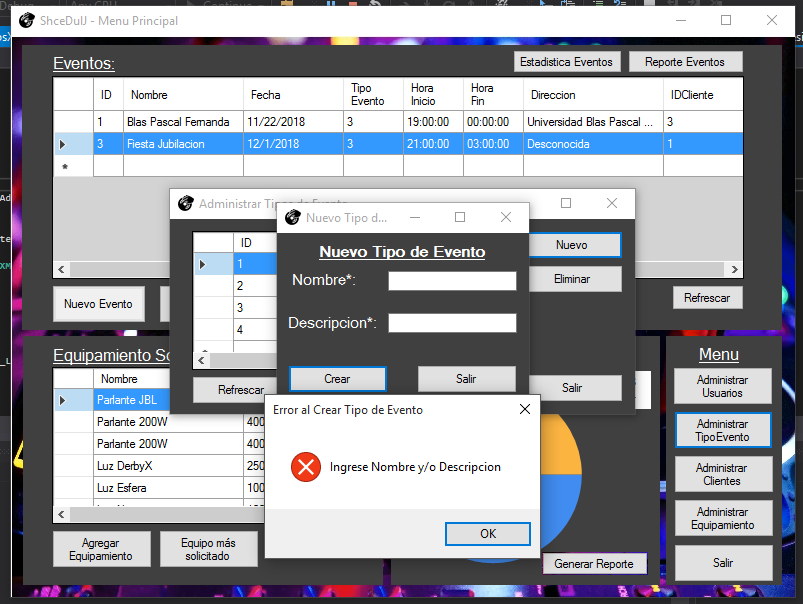 ShceDulJ - Menu Principal
Eventos:
Estadistica Eventos
Reporte Eventos
ID Nombre Fecha Tipo Evento Hora Inicio Hora Fin Direccion IDCliente
1 Blas Pascal Fernanda 11/22/2018 3 19:00:00 00:00:00 Universidad Blas Pascal ... 3
3 Fiesta Jubilacion 12/1/2018 3 21:00:00 03:00:00 Desconocida 1
Nuevo Evento
Refrescar
Administrar Tipos de Evento
ID
1
2
3
4
Nuevo
Eliminar
Refrescar
Salir
Nuevo Tipo d...
Nuevo Tipo de Evento
Nombre*:
Descripcion*:
Crear
Salir
Error al Crear Tipo de Evento
Ingrese Nombre y/o Descripcion
OK
Equipamiento So
Nombre
Parlante JBL
Parlante 200W 400
Parlante 200W 400
Luz DerbyX 250
Luz Esfera 100
Agregar
Equipamiento
Equipo más
solicitado
Generar Reporte
Menu
Administrar
Usuarios
Administrar
TipoEvento
Administrar
Clientes
Administrar
Equipamiento
Salir